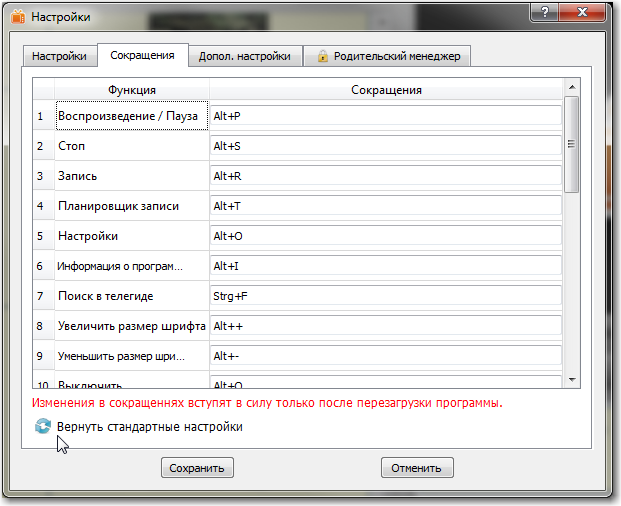 Настройки
Настройки Сокращения Допол. настройки Родительский менеджер
Функция Сокращения
1 Воспроизведение / Пауза Alt+P
2 Стоп Alt+S
3 Запись Alt+R
4 Планировщик записи Alt+T
5 Настройки Alt+O
6 Информация о програм... Alt+I
7 Поиск в телегиде Strg+F
8 Увеличить размер шрифта Alt++
9 Уменьшить размер шри... Alt+-
10 Выключить Alt+Q
Изменения в сокращеннях вступят в силу только после перезагрузки программы.
Вернуть стандартные настройки
Сохранить Отменить